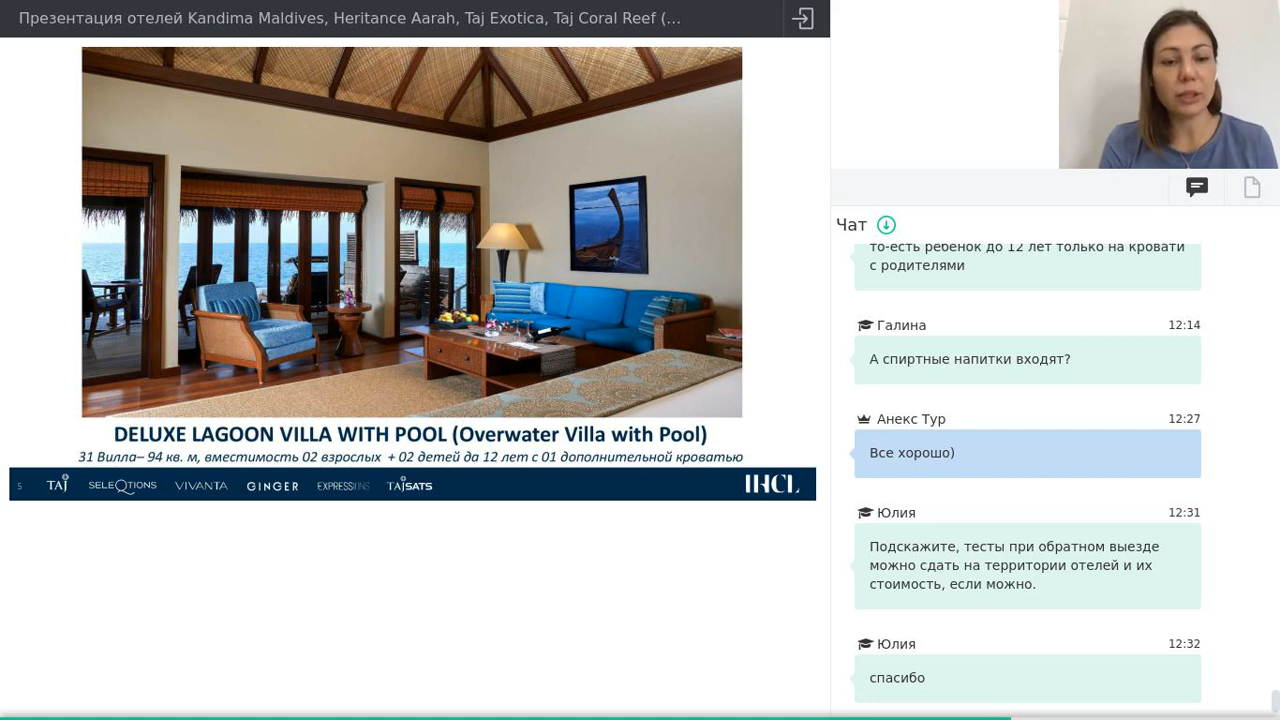 Презентация отелей Kandima Maldives, Heritance Aarah, Taj Exotica, Taj Coral Reef (...
DELUXE LAGOON VILLA WITH POOL (Overwater Villa with Pool)
31 Вилла– 94 кв. м, вместимость 02 взрослых + 02 детей до 12 лет с 01 дополнительной кроватью
5 TAJ SELEQTIONS VIVANTA GINGER EXPRESSIONS TAJSATS IHCL
Чат
то-есть ребенок до 12 лет только на кровати
с родителями
Галина 12:14
А спиртные напитки входят?
Анекс Тур 12:27
Все хорошо)
Юлия 12:31
Подскажите, тесты при обратном выезде
можно сдать на территории отелей и их
стоимость, если можно.
Юлия 12:32
спасибо